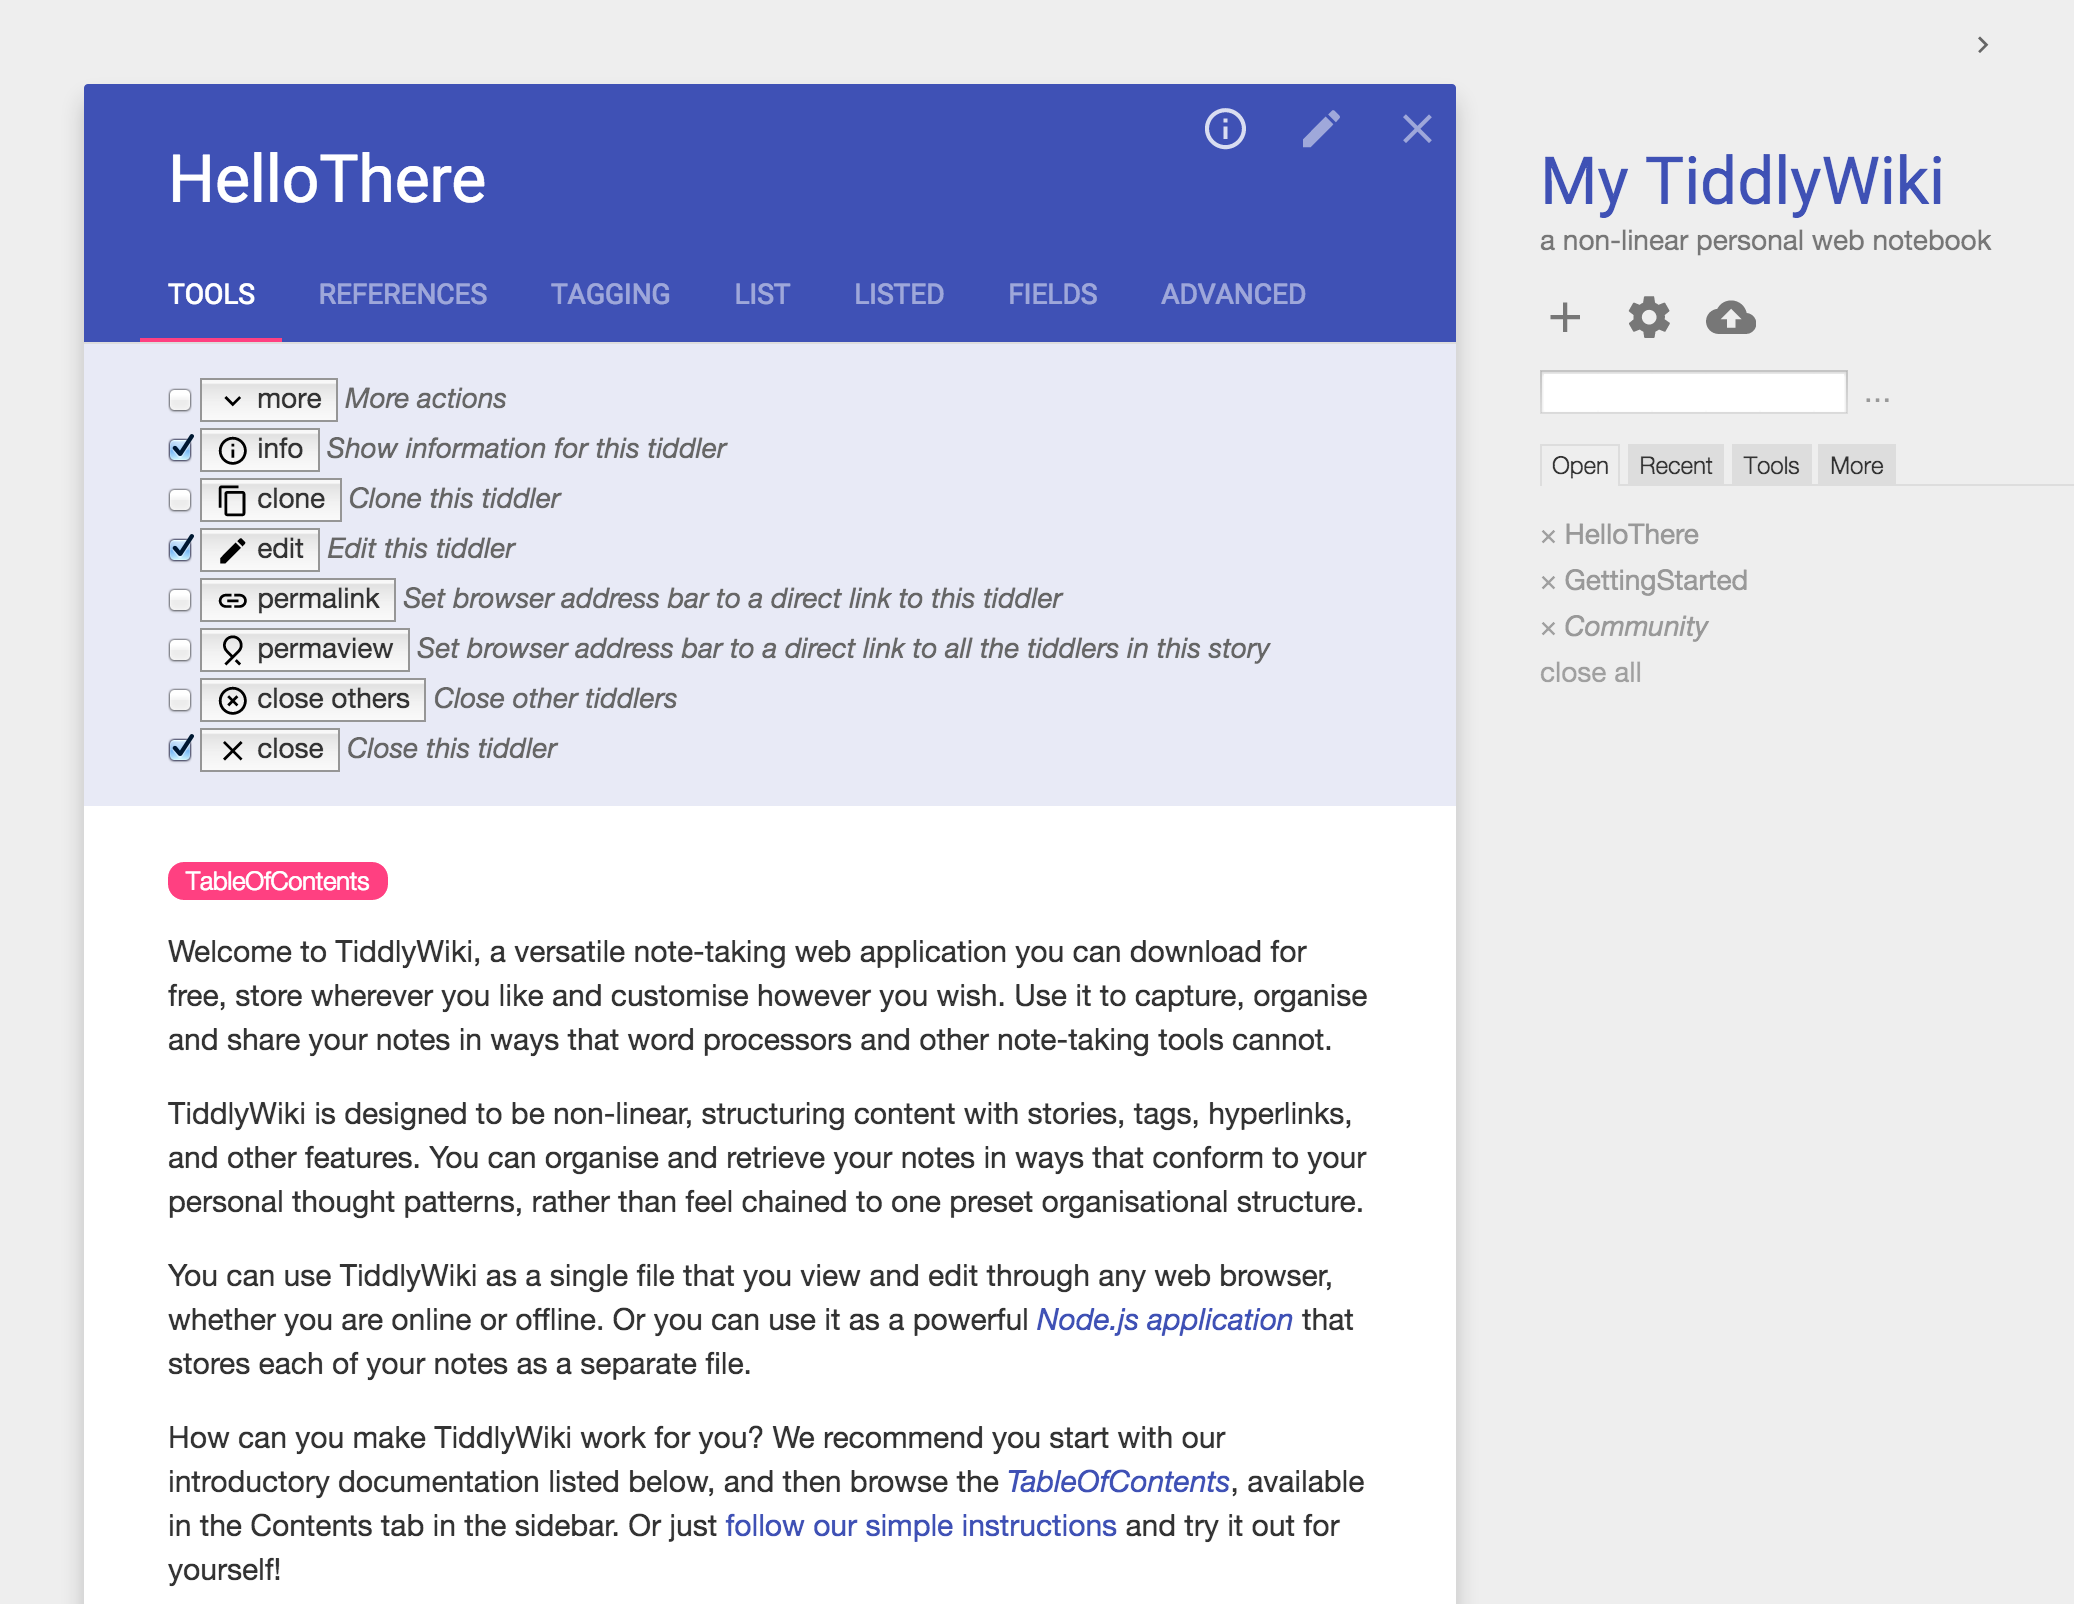 HelloThere
TOOLS REFERENCES TAGGING LIST LISTED FIELDS ADVANCED
more More actions
info Show information for this tiddler
clone Clone this tiddler
edit Edit this tiddler
permalink Set browser address bar to a direct link to this tiddler
permaview Set browser address bar to a direct link to all the tiddlers in this story
close others Close other tiddlers
close Close this tiddler
TableOfContents
Welcome to TiddlyWiki, a versatile note-taking web application you can download for
free, store wherever you like and customise however you wish. Use it to capture, organise
and share your notes in ways that word processors and other note-taking tools cannot.
TiddlyWiki is designed to be non-linear, structuring content with stories, tags, hyperlinks,
and other features. You can organise and retrieve your notes in ways that conform to your
personal thought patterns, rather than feel chained to one preset organisational structure.
You can use TiddlyWiki as a single file that you view and edit through any web browser,
whether you are online or offline. Or you can use it as a powerful Node.js application that
stores each of your notes as a separate file.
How can you make TiddlyWiki work for you? We recommend you start with our
introductory documentation listed below, and then browse the TableOfContents, available
in the Contents tab in the sidebar. Or just follow our simple instructions and try it out for
yourself!
My TiddlyWiki
a non-linear personal web notebook
...
Open Recent Tools More
× HelloThere
× GettingStarted
× Community
close all